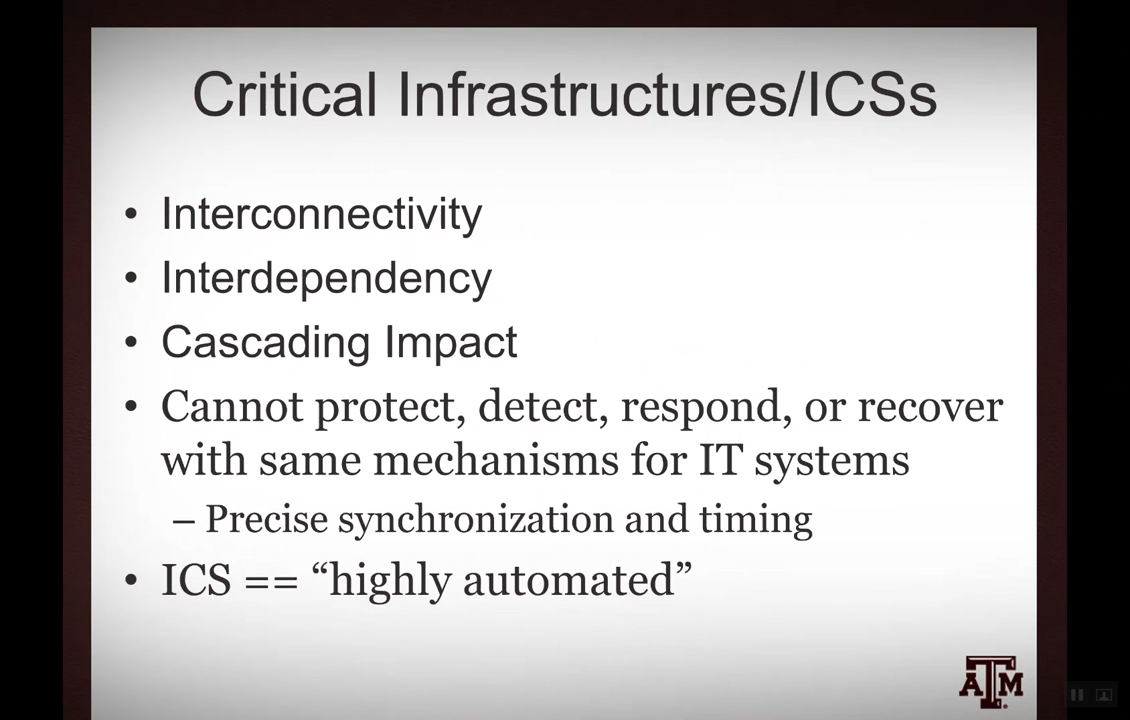 Critical Infrastructures/ICSs
• Interconnectivity
• Interdependency
• Cascading Impact
• Cannot protect, detect, respond, or recover
with same mechanisms for IT systems
– Precise synchronization and timing
• ICS == “highly automated”
ATM